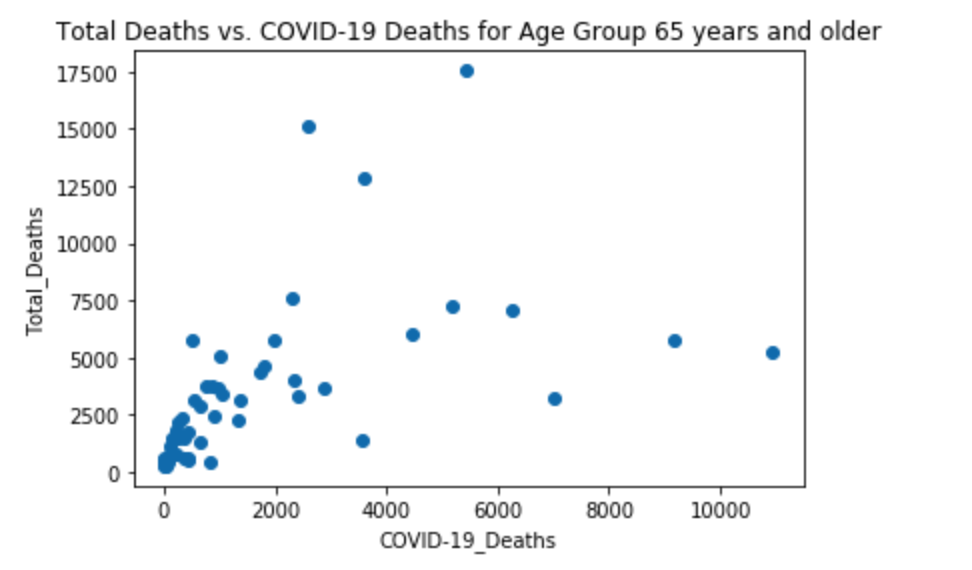 Total Deaths vs. COVID-19 Deaths for Age Group 65 years and older
17500
15000
12500
10000
7500
5000
2500
0
Total_Deaths
0 2000 4000 6000 8000 10000
COVID-19_Deaths